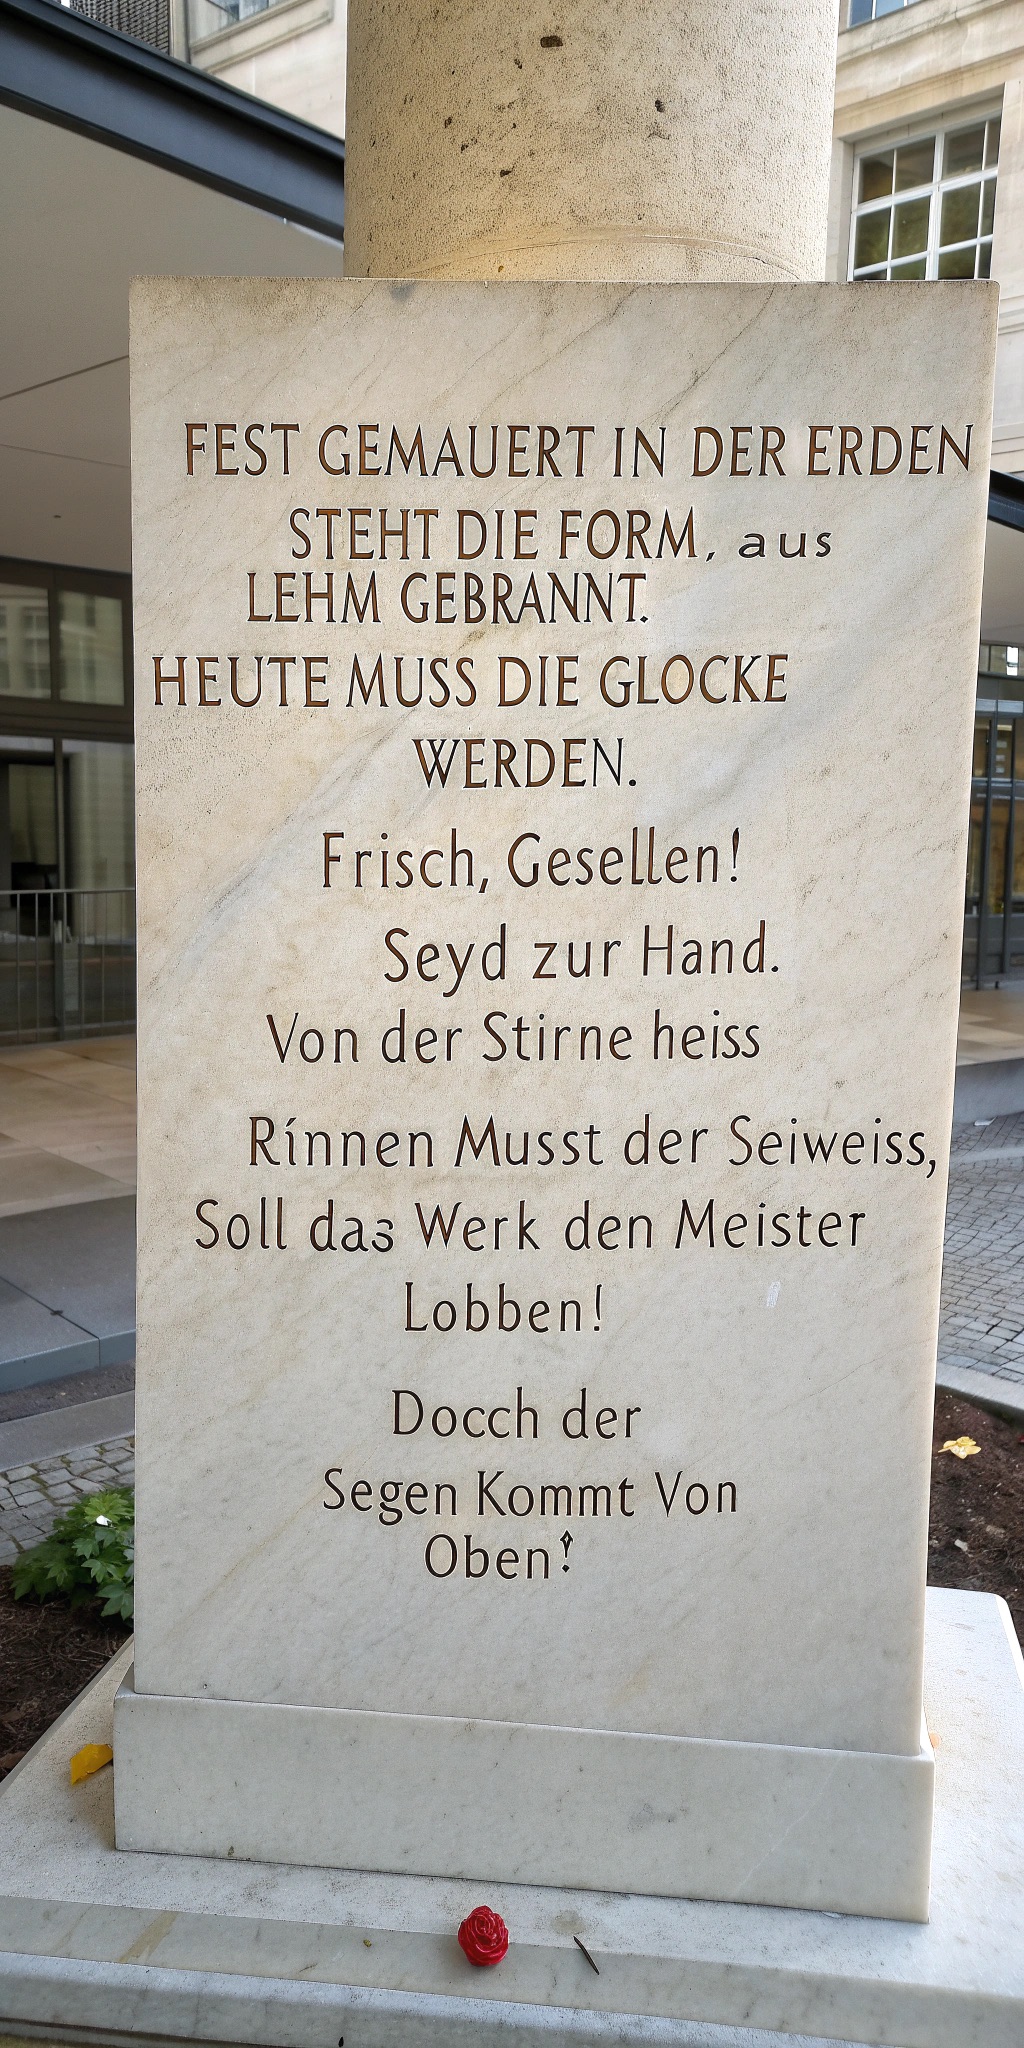 FEST GEMAUERT IN DER ERDEN
STEHT DIE FORM, aus
LEHM GEBRANNT.
HEUTE MUSS DIE GLOCKE
WERDEN.
Frisch, Gesellen!
Seyd zur Hand.
Von der Stirne heiss
Rínnen Musst der Seiweiss,
Soll das Werk den Meister
Lobben!
Docch der
Segen Kommt Von
Oben!